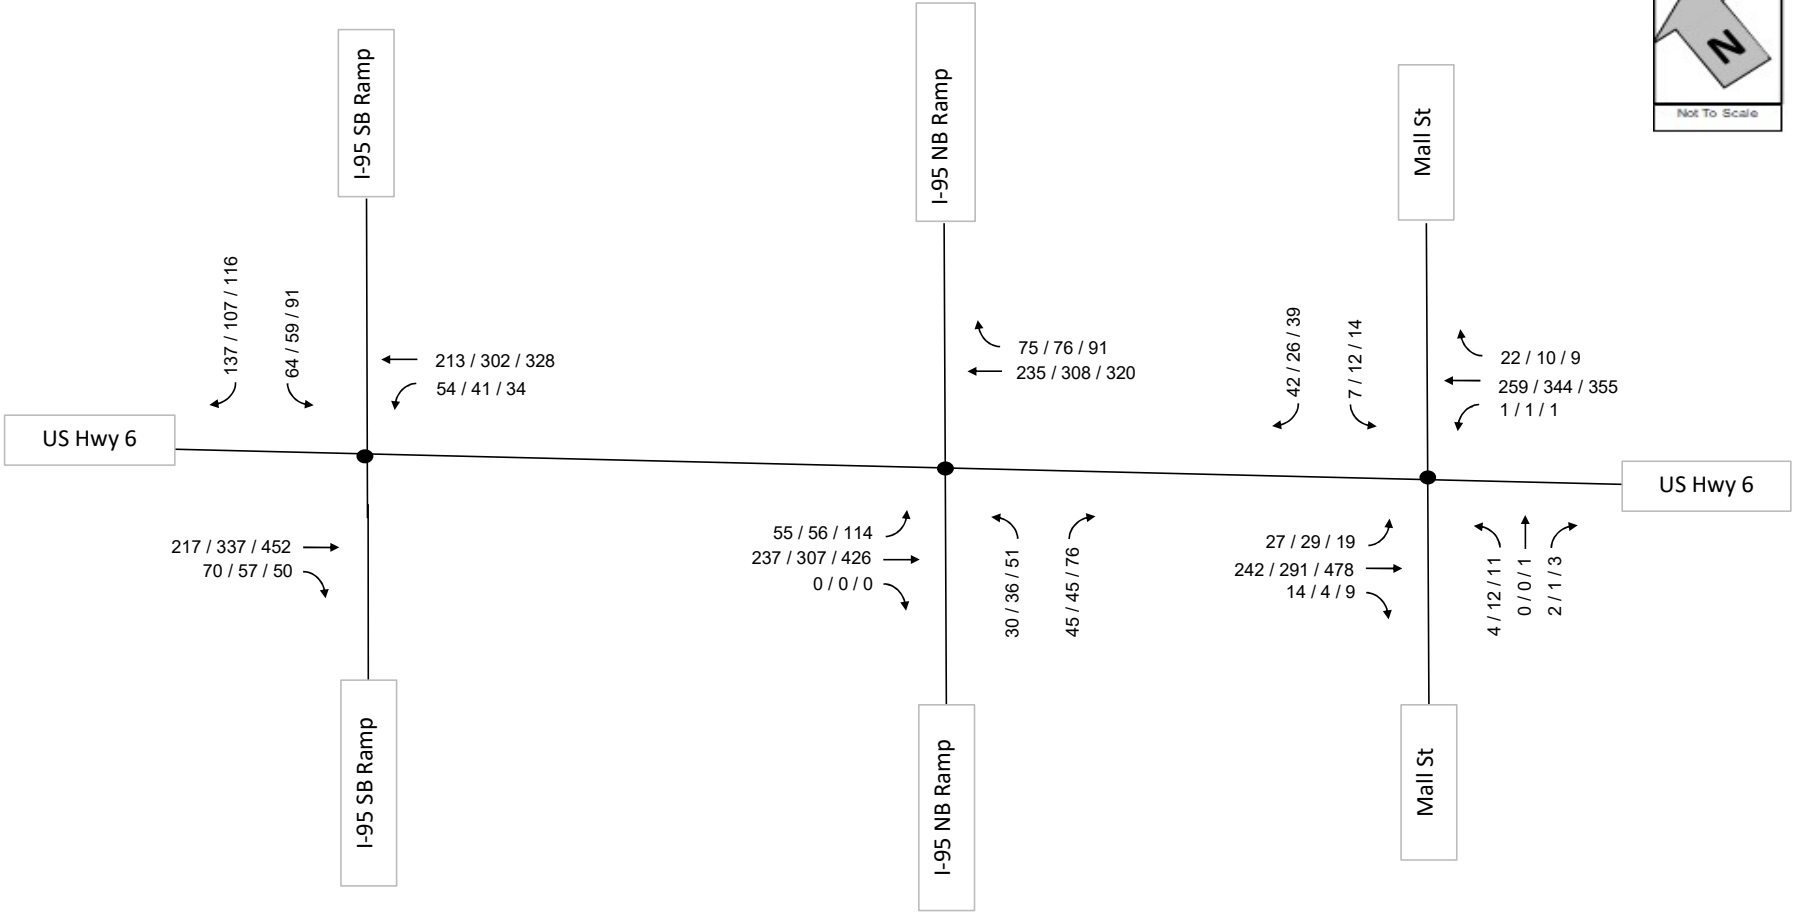 N
Not To Scale
I-95 SB Ramp
I-95 NB Ramp
Mall St
137 / 107 / 116
64 / 59 / 91
213 / 302 / 328
54 / 41 / 34
75 / 76 / 91
235 / 308 / 320
42 / 26 / 39
7 / 12 / 14
22 / 10 / 9
259 / 344 / 355
1 / 1 / 1
US Hwy 6
US Hwy 6
217 / 337 / 452
70 / 57 / 50
55 / 56 / 114
237 / 307 / 426
0 / 0 / 0
30 / 36 / 51
45 / 45 / 76
27 / 29 / 19
242 / 291 / 478
14 / 4 / 9
4 / 12 / 11
0 / 0 / 1
2 / 1 / 3
I-95 SB Ramp
I-95 NB Ramp
Mall St